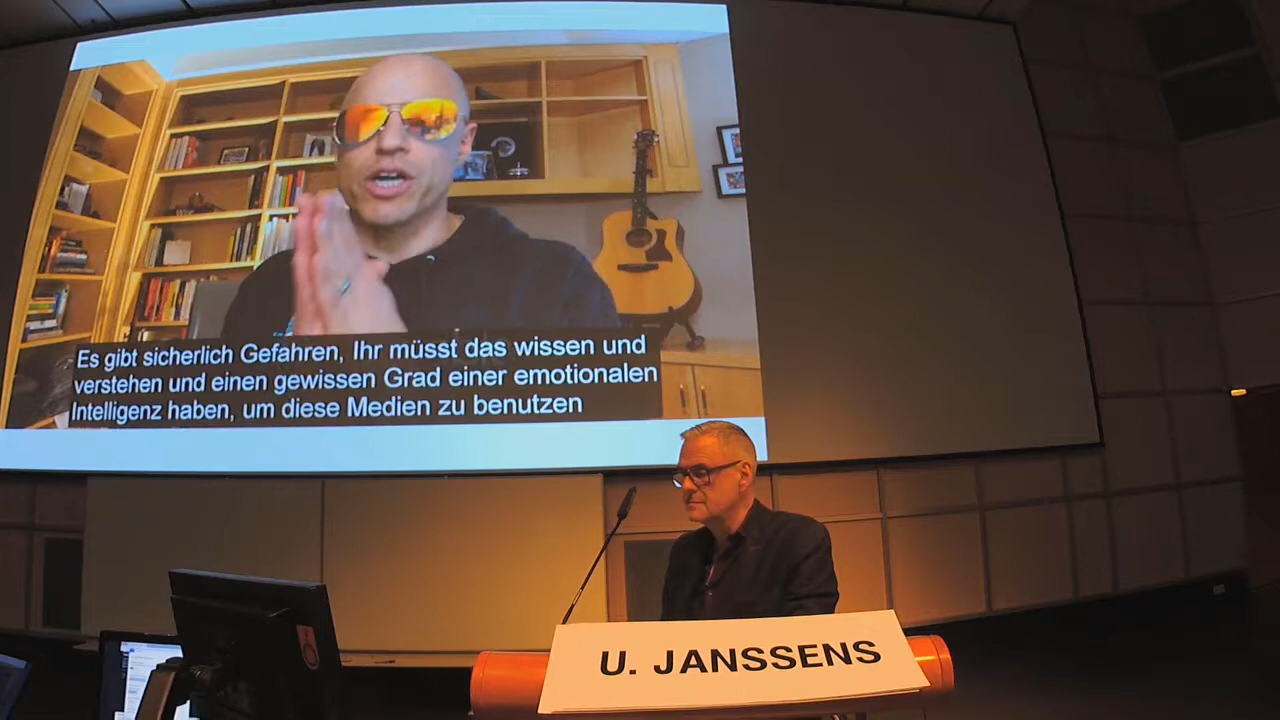 Es gibt sicherlich Gefahren, Ihr müsst das wissen und
verstehen und einen gewissen Grad einer emotionalen
Intelligenz haben, um diese Medien zu benutzen
U. JANSSENS